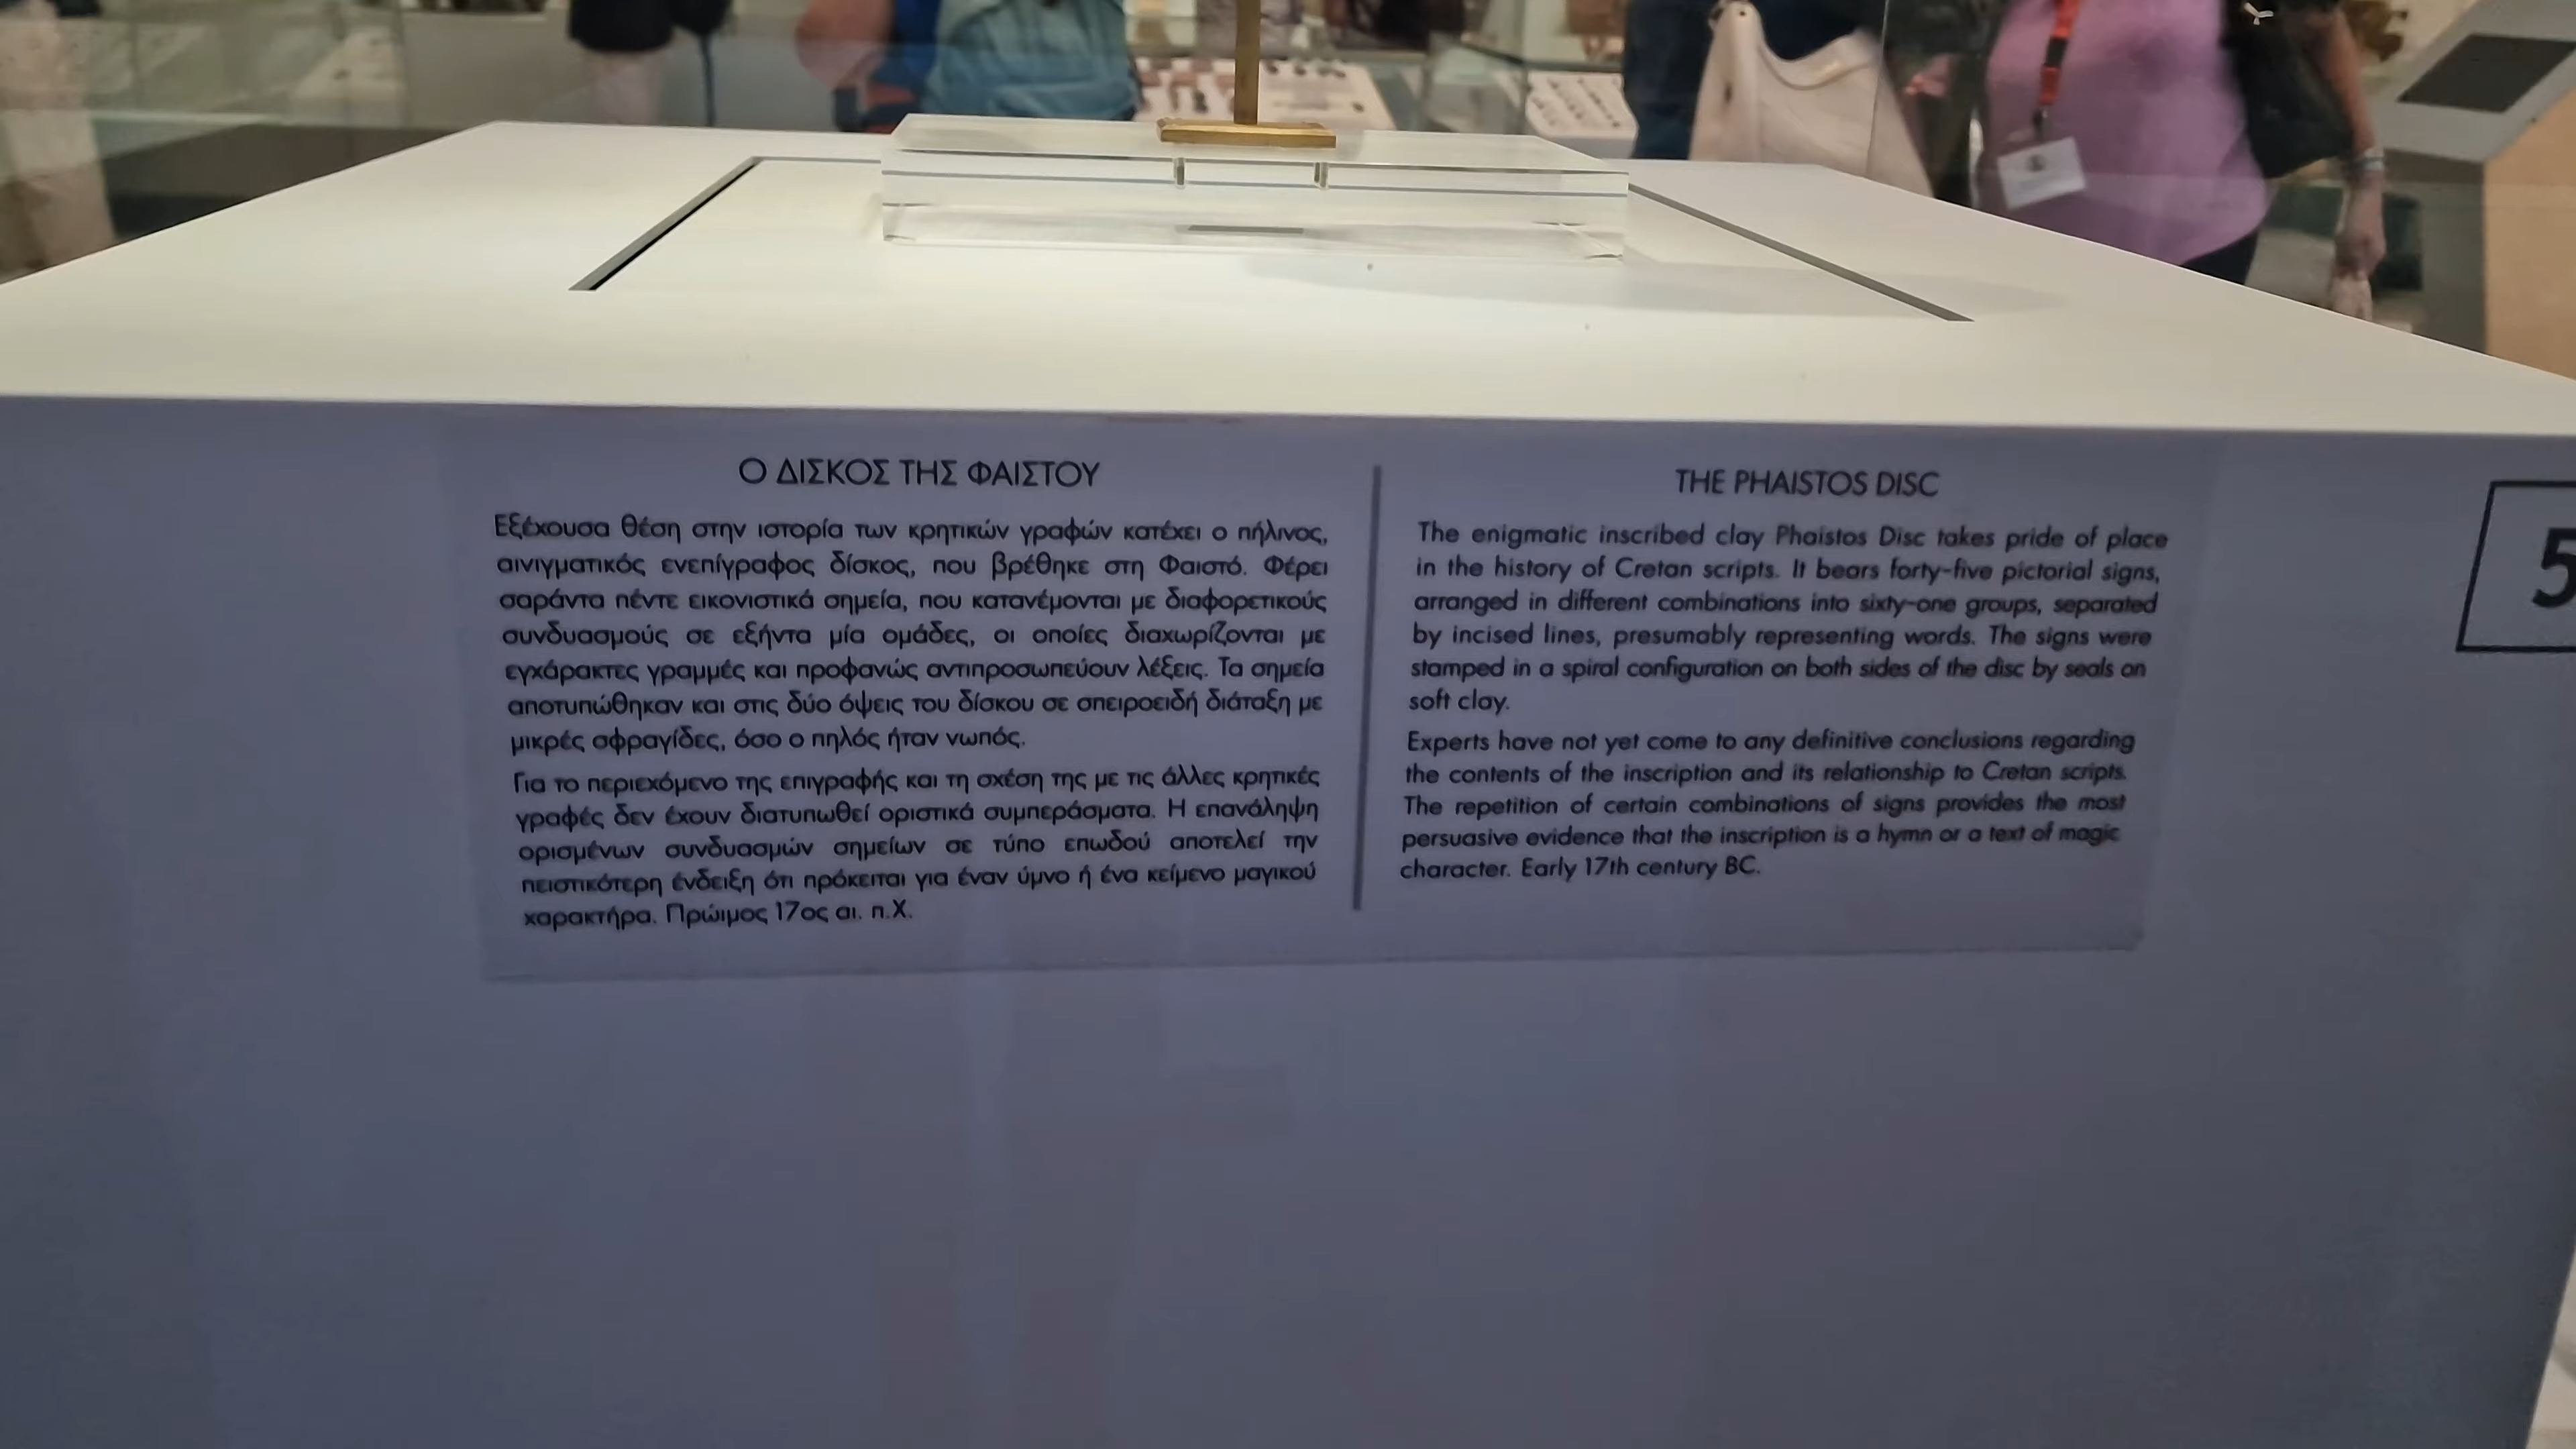 Ο ΔΙΣΚΟΣ ΤΗΣ ΦΑΙΣΤΟΥ
Εξέχουσα θέση στην ιστορία των κρητικών γραφών κατέχει ο πήλινος,
αινιγματικός ενεπίγραφος δίσκος, που βρέθηκε στη Φαιστό. Φέρει
σαράντα πέντε εικονιστικά σημεία, που κατανέμονται με διαφορετικούς
συνδυασμούς σε εξήντα μία ομάδες, οι οποίες διαχωρίζονται με
εγχάρακτες γραμμές και προφανώς αντιπροσωπεύουν λέξεις. Τα σημεία
αποτυπώθηκαν και στις δύο όψεις του δίσκου σε σπειροειδή διάταξη με
μικρές σφραγίδες, όσο ο πηλός ήταν νωπός.
Για το περιεχόμενο της επιγραφής και τη σχέση της με τις άλλες κρητικές
γραφές δεν έχουν διατυπωθεί οριστικά συμπεράσματα. Η επανάληψη
ορισμένων συνδυασμών σημείων σε τύπο επωδού αποτελεί την
πειστικότερη ένδειξη ότι πρόκειται για έναν ύμνο ή ένα κείμενο μαγικού
χαρακτήρα. Πρώιμος 17ος αι. π.Χ.
THE PHAISTOS DISC
The enigmatic inscribed clay Phaistos Disc takes pride of place
in the history of Cretan scripts. It bears forty-five pictorial signs,
arranged in different combinations into sixty-one groups, separated
by incised lines, presumably representing words. The signs were
stamped in a spiral configuration on both sides of the disc by seals on
soft clay.
Experts have not yet come to any definitive conclusions regarding
the contents of the inscription and its relationship to Cretan scripts.
The repetition of certain combinations of signs provides the most
persuasive evidence that the inscription is a hymn or a text of magic
character. Early 17th century BC.
5